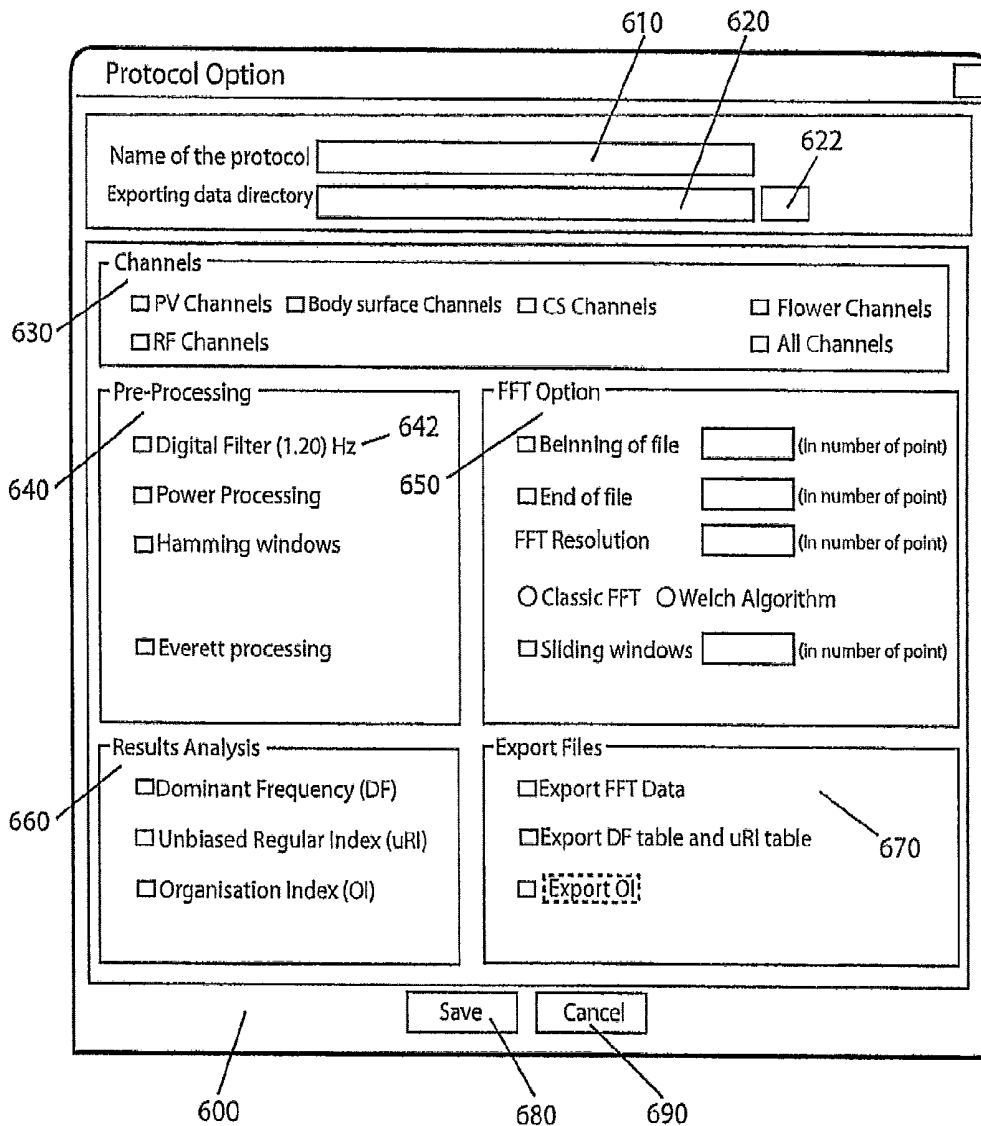 610
620
Protocol Option
Name of the protocol
622
Exporting data directory
Channels
630
PV Channels Body surface Channels CS Channels Flower Channels
RF Channels All Channels
Pre-Processing
640
Digital Filter (1.20) Hz 642
Power Processing
Hamming windows
Everett processing
FFT Option
650
Beinning of file (in number of point)
End of file (in number of point)
FFT Resolution (in number of point)
Classic FFT Welch Algorithm
Sliding windows (in number of point)
Results Analysis
660
Dominant Frequency (DF)
Unbiased Regular Index (uRI)
Organisation Index (OI)
Export Files
Export FFT Data
670
Export DF table and uRI table
Export OI
Save Cancel
600
680
690